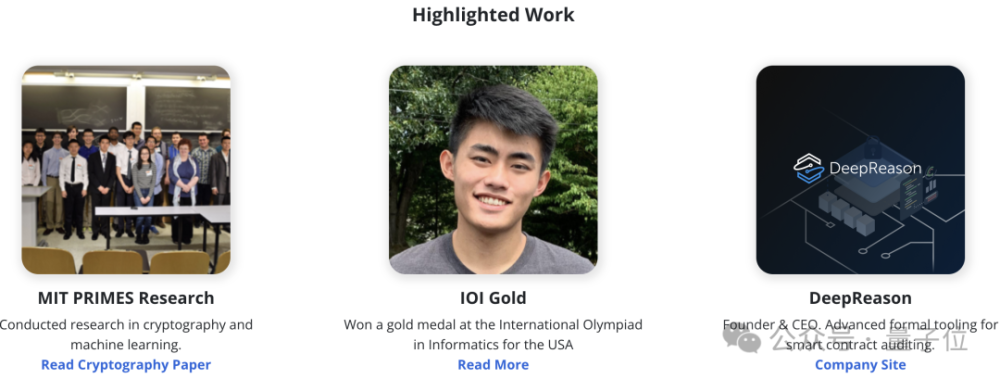 Highlighted Work
DeepReason
MIT PRIMES Research
Conducted research in cryptography and
machine learning.
Read Cryptography Paper
IOI Gold
Won a gold medal at the International Olympiad
in Informatics for the USA
Read More
DeepReason
Founder & CEO. Advanced formal tooling for
smart contract auditing.
Company Site
公众号 · 量子位